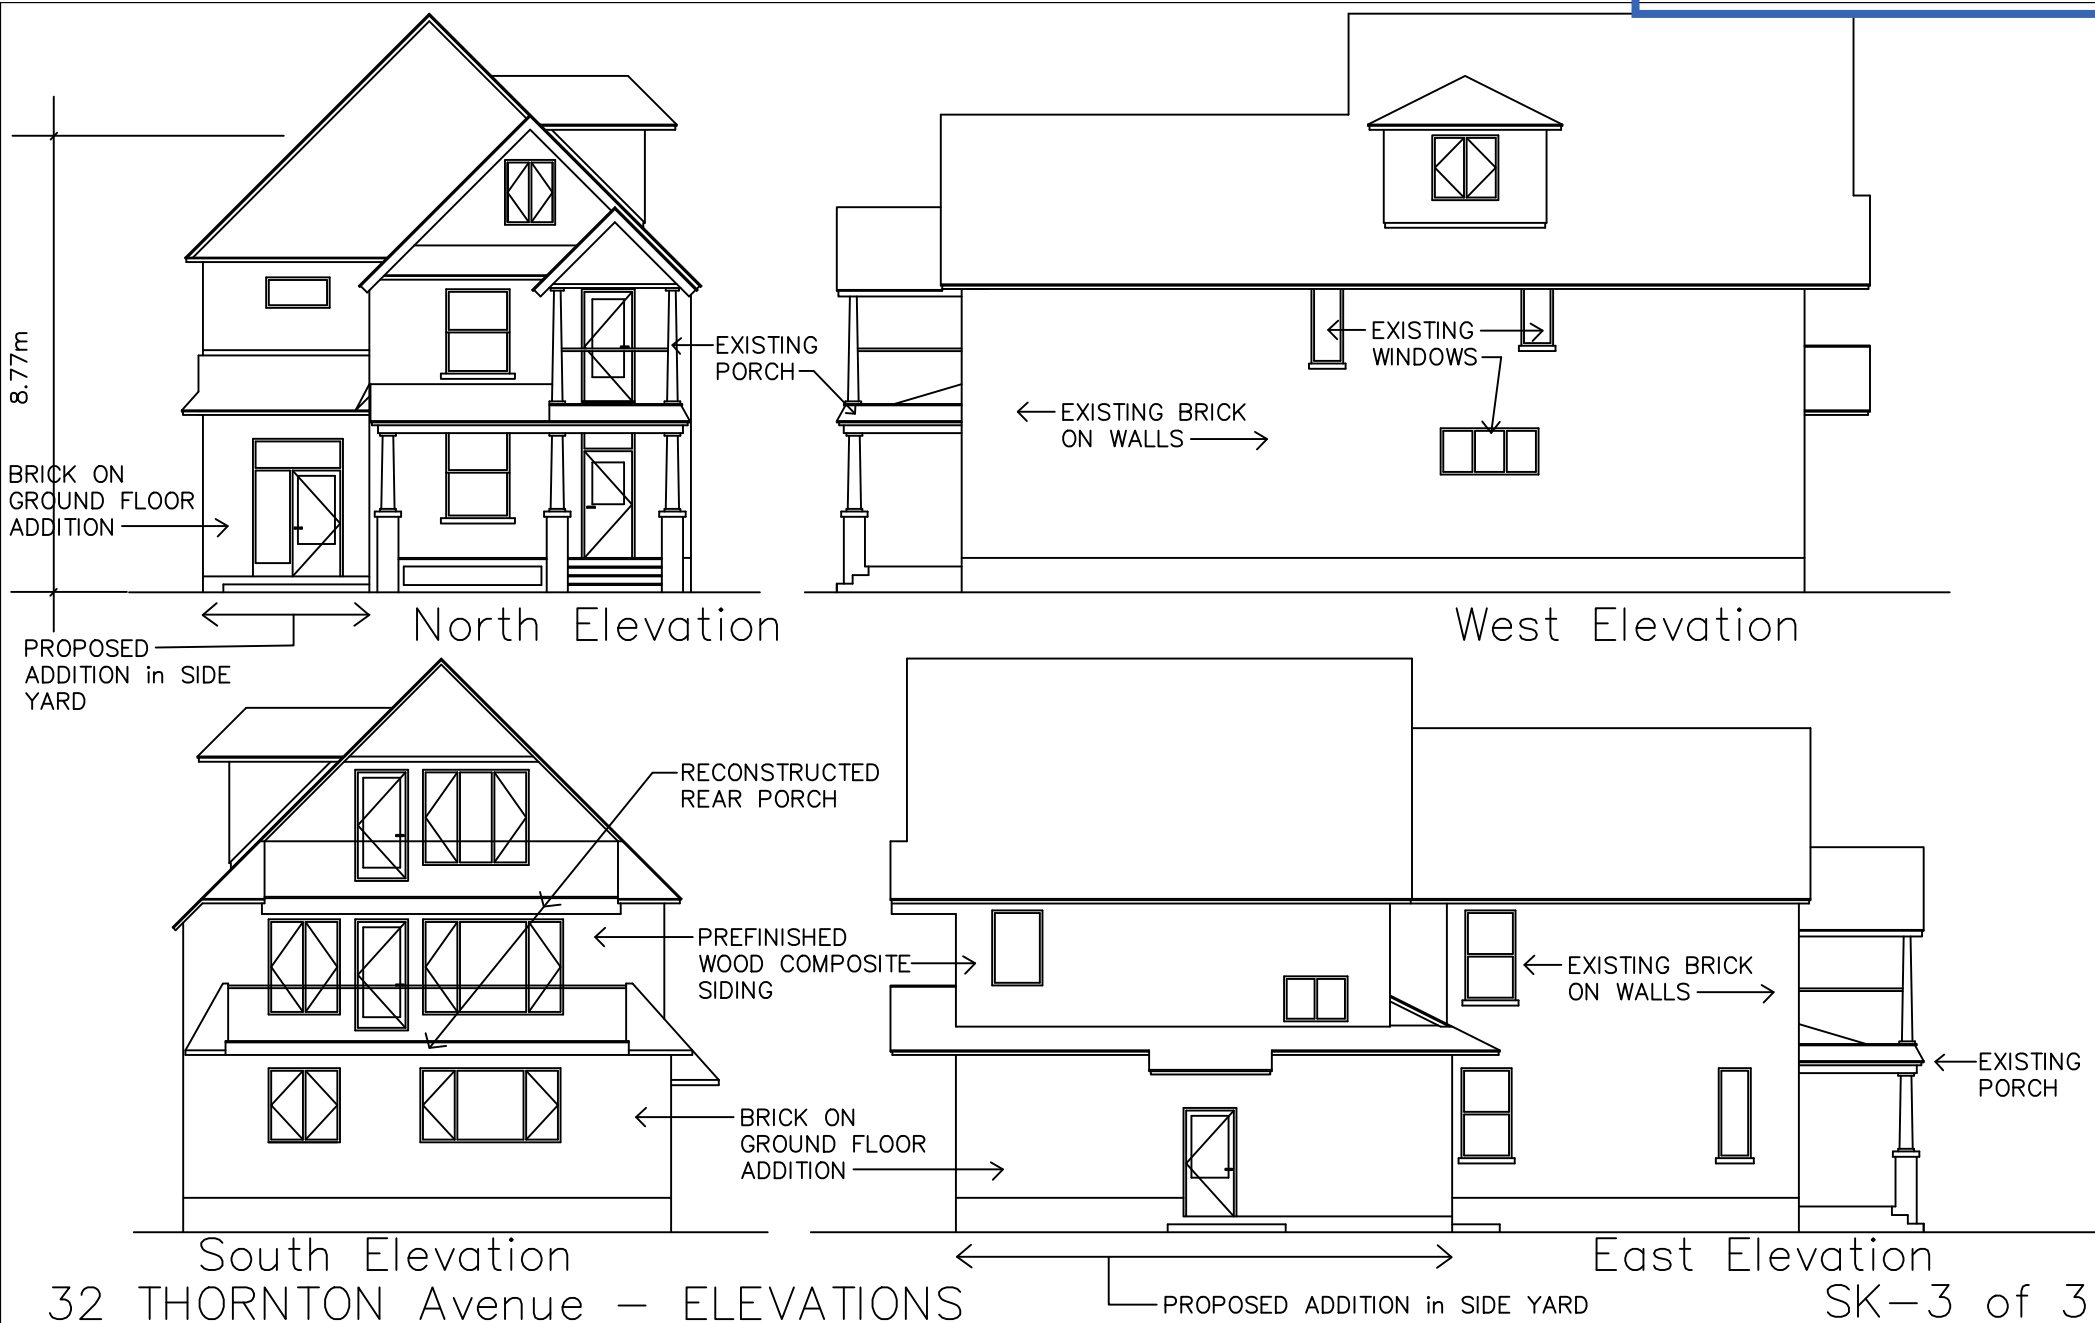 8.77m
BRICK ON
GROUND FLOOR
ADDITION
PROPOSED
ADDITION in SIDE
YARD
EXISTING
PORCH
North Elevation
EXISTING
WINDOWS
EXISTING BRICK
ON WALLS
West Elevation
RECONSTRUCTED
REAR PORCH
PREFINISHED
WOOD COMPOSITE
SIDING
BRICK ON
GROUND FLOOR
ADDITION
South Elevation
EXISTING BRICK
ON WALLS
EXISTING
PORCH
East Elevation
PROPOSED ADDITION in SIDE YARD
32 THORNTON Avenue – ELEVATIONS
SK–3 of 3